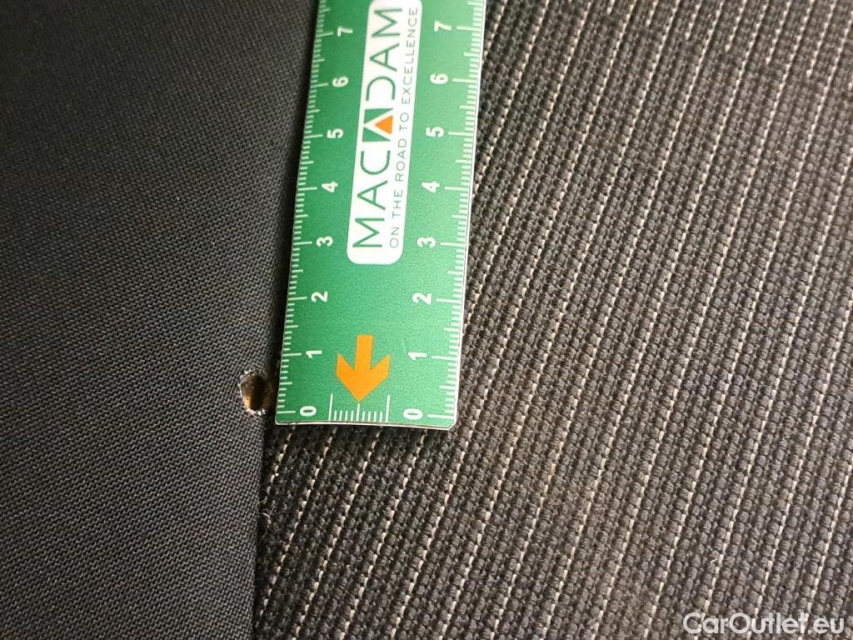 MACADAM
ON THE ROAD TO EXCELLENCE
7 7
6 6
5 5
4 4
3 3
2 2
1 1
0 0
CarOutlet.eu